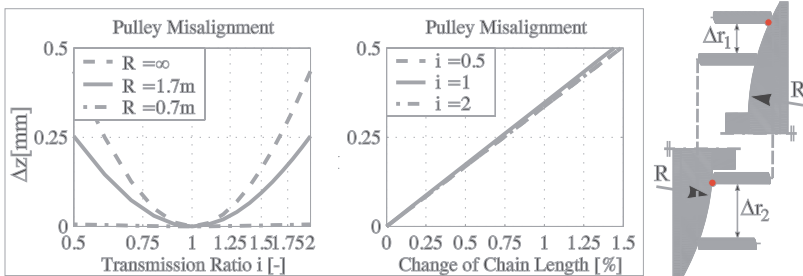 Pulley Misalignment
Δz[mm]
0.5
0.25
0
R =∞
R =1.7m
R =0.7m
0.5 0.75 1 1.25 1.5 1.75 2
Transmission Ratio i [-]
Pulley Misalignment
0.5
0.25
0
i =0.5
i =1
i =2
0 0.25 0.5 0.75 1 1.25 1.5
Change of Chain Length [%]
Δr1
R
R
Δr2